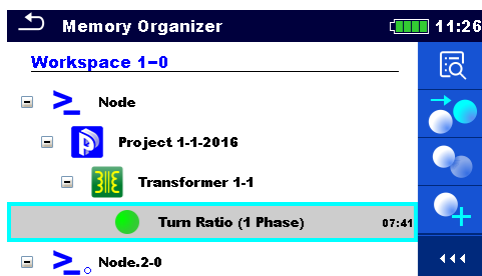 Memory Organizer 11:26
Workspace 1-0
Node
Project 1-1-2016
Transformer 1-1
Turn Ratio (1 Phase) 07:41
Node.2-0